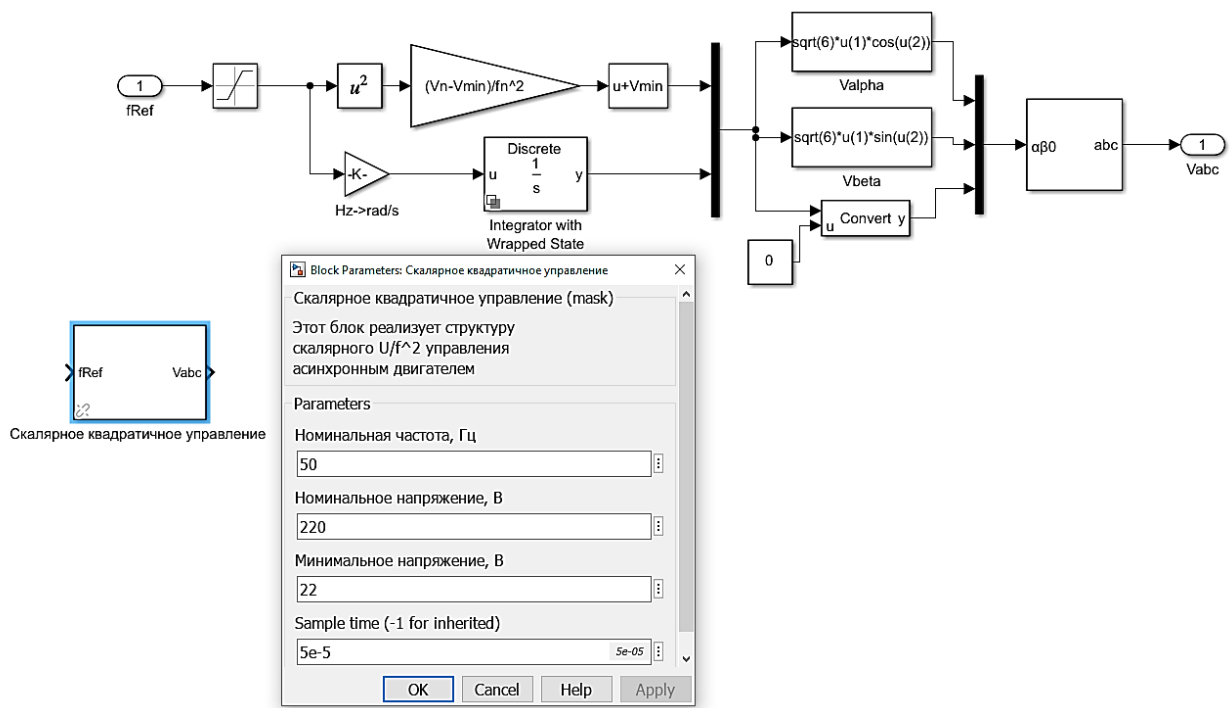 1
fRef
u²
(Vn-Vmin)/fn^2
u+Vmin
-K-
Hz->rad/s
Discrete
u
1
s
y
Integrator with
Wrapped State
sqrt(6)*u(1)*cos(u(2))
Valpha
sqrt(6)*u(1)*sin(u(2))
Vbeta
Convert
u
y
0
αβ0
abc
1
Vabc
fRef
Vabc
Скалярное квадратичное управление
Block Parameters: Скалярное квадратичное управление
Скалярное квадратичное управление (mask)
Этот блок реализует структуру
скалярного U/f^2 управления
асинхронным двигателем
Parameters
Номинальная частота, Гц
50
Номинальное напряжение, В
220
Минимальное напряжение, В
22
Sample time (-1 for inherited)
5e-5
5e-05
OK
Cancel
Help
Apply